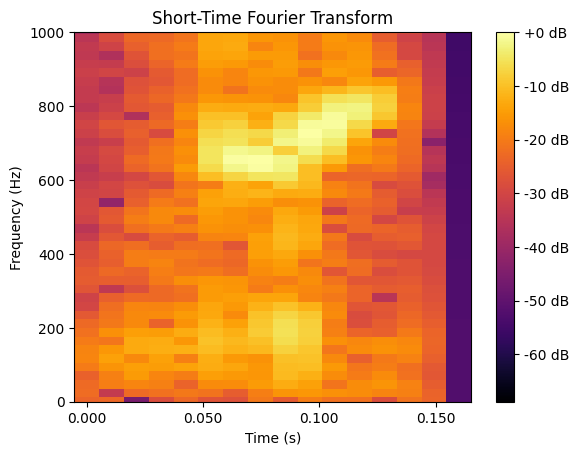 Short-Time Fourier Transform
1000
800
600
400
200
0
Frequency (Hz)
0.000
0.050
0.100
0.150
Time (s)
+0 dB
-10 dB
-20 dB
-30 dB
-40 dB
-50 dB
-60 dB